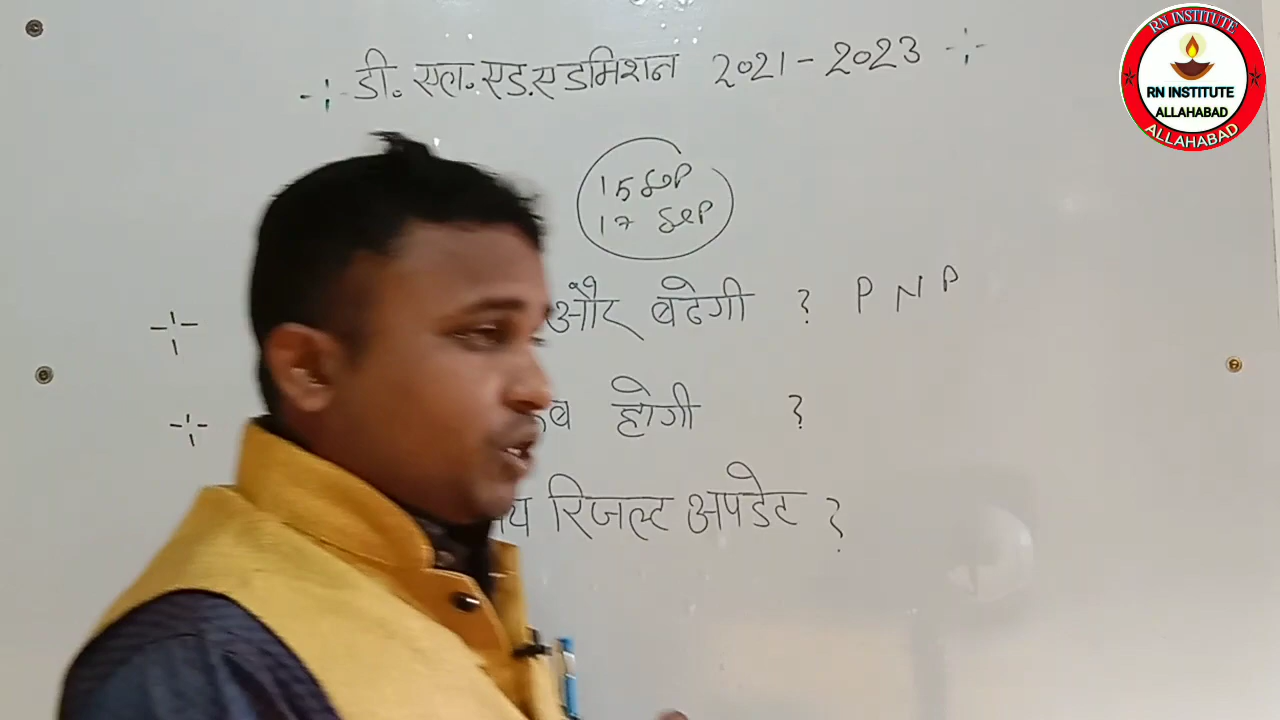 डी. एल. एड. एडमिशन 2021-2023
15 Sep
17 Sep
और बढेगी ? PNP
होगी ?
रिजल्ट अपडेट ?
RN INSTITUTE
RN INSTITUTE
ALLAHABAD
ALLAHABAD